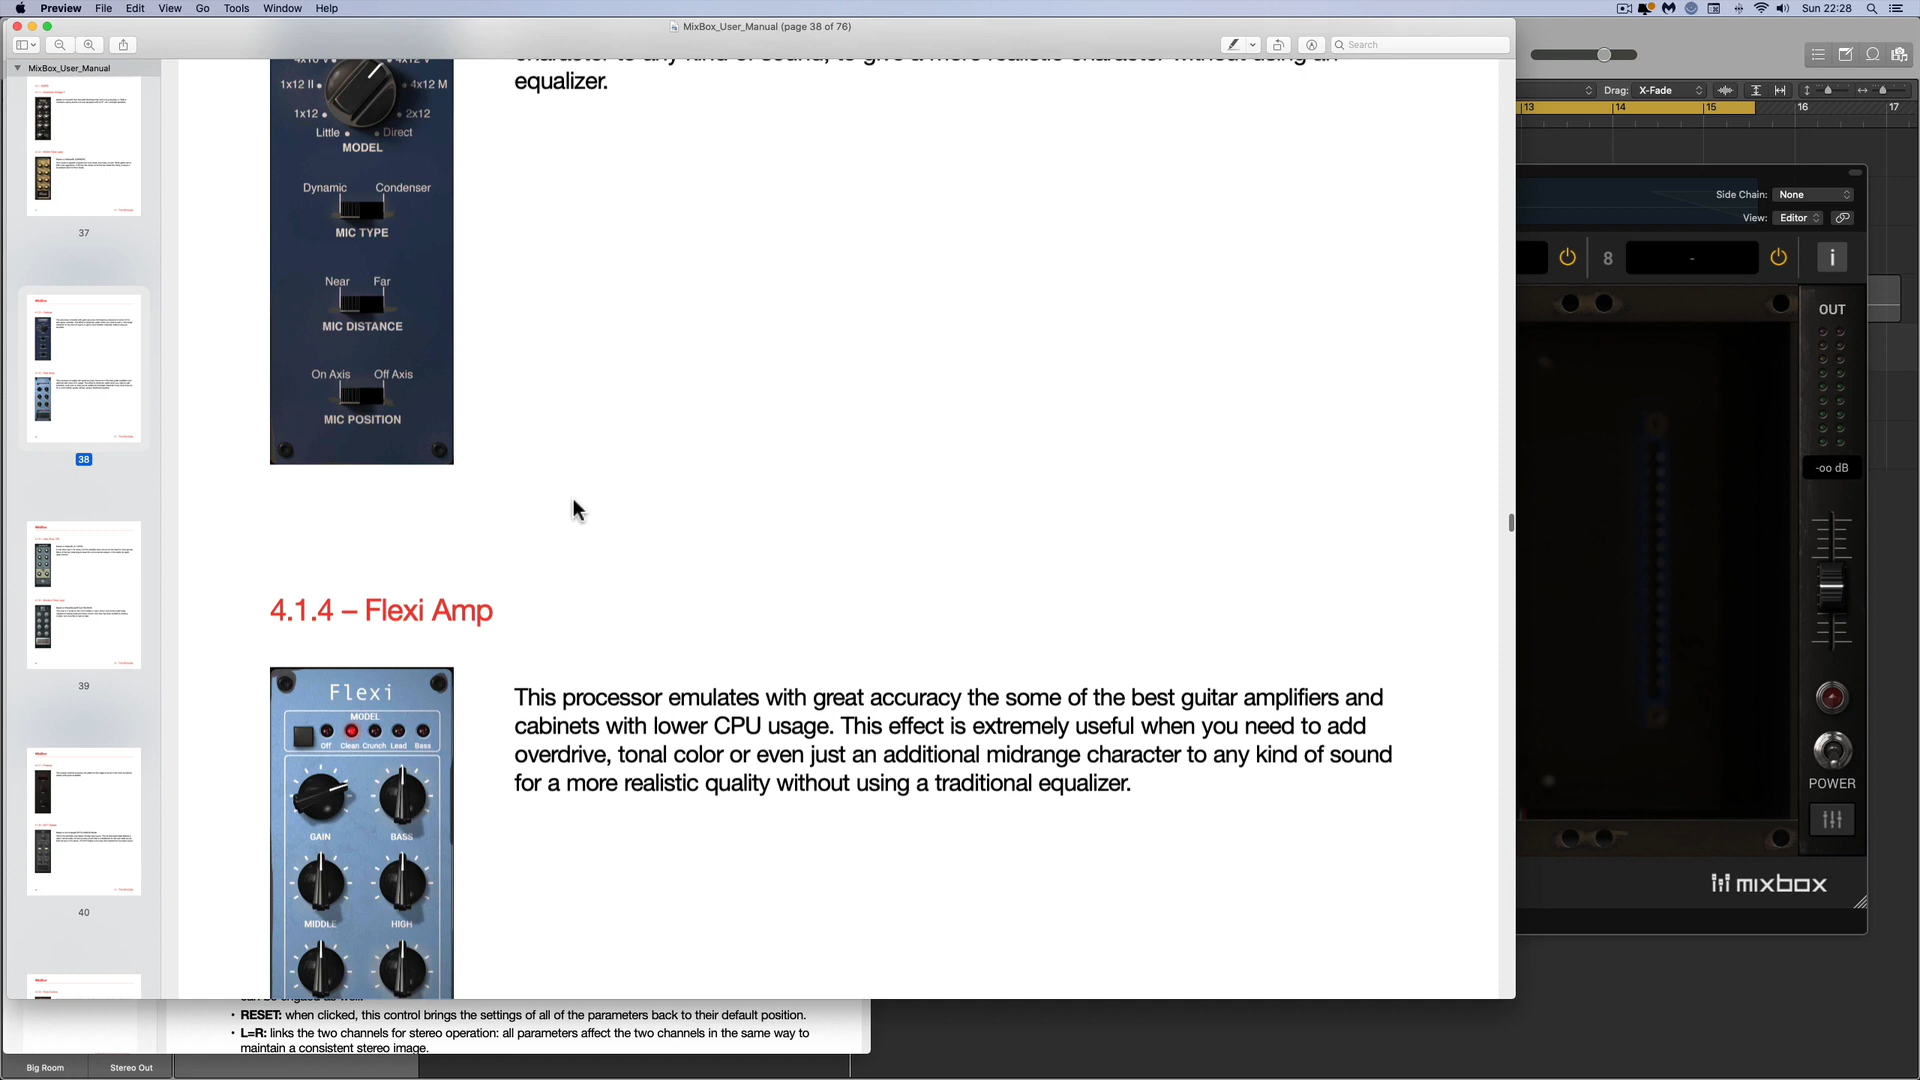 Preview File Edit View Go Tools Window Help
Sun 22:28
MixBox_User_Manual (page 38 of 76)
Search
MixBox_User_Manual
37
38
39
40
equalizer.
4x10 V 4x12 V
1x12 II 4x12 M
1x12 2x12
Little Direct
MODEL
Dynamic Condenser
MIC TYPE
Near Far
MIC DISTANCE
On Axis Off Axis
MIC POSITION
4.1.4 – Flexi Amp
Flexi
MODEL
Off Clean Crunch Lead Bass
GAIN BASS
MIDDLE HIGH
This processor emulates with great accuracy the some of the best guitar amplifiers and
cabinets with lower CPU usage. This effect is extremely useful when you need to add
overdrive, tonal color or even just an additional midrange character to any kind of sound
for a more realistic quality without using a traditional equalizer.
• RESET: when clicked, this control brings the settings of all of the parameters back to their default position.
• L=R: links the two channels for stereo operation: all parameters affect the two channels in the same way to
maintain a consistent stereo image.
Big Room Stereo Out
Drag: X-Fade
13 14 15 16 17
Side Chain: None
View: Editor
8 - i
OUT
-oo dB
POWER
mixbox